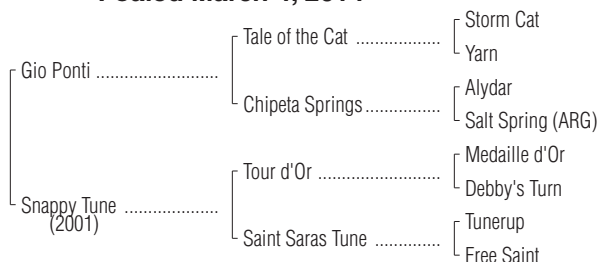 Foaled March 4, 2014
Storm Cat
Tale of the Cat ..................
Yarn
Gio Ponti ..........................
Alydar
Chipeta Springs................
Salt Spring (ARG)
Medaille d'Or
Tour d'Or ..........................
Debby's Turn
Snappy Tune ....................
(2001)
Tunerup
Saint Saras Tune ..............
Free Saint